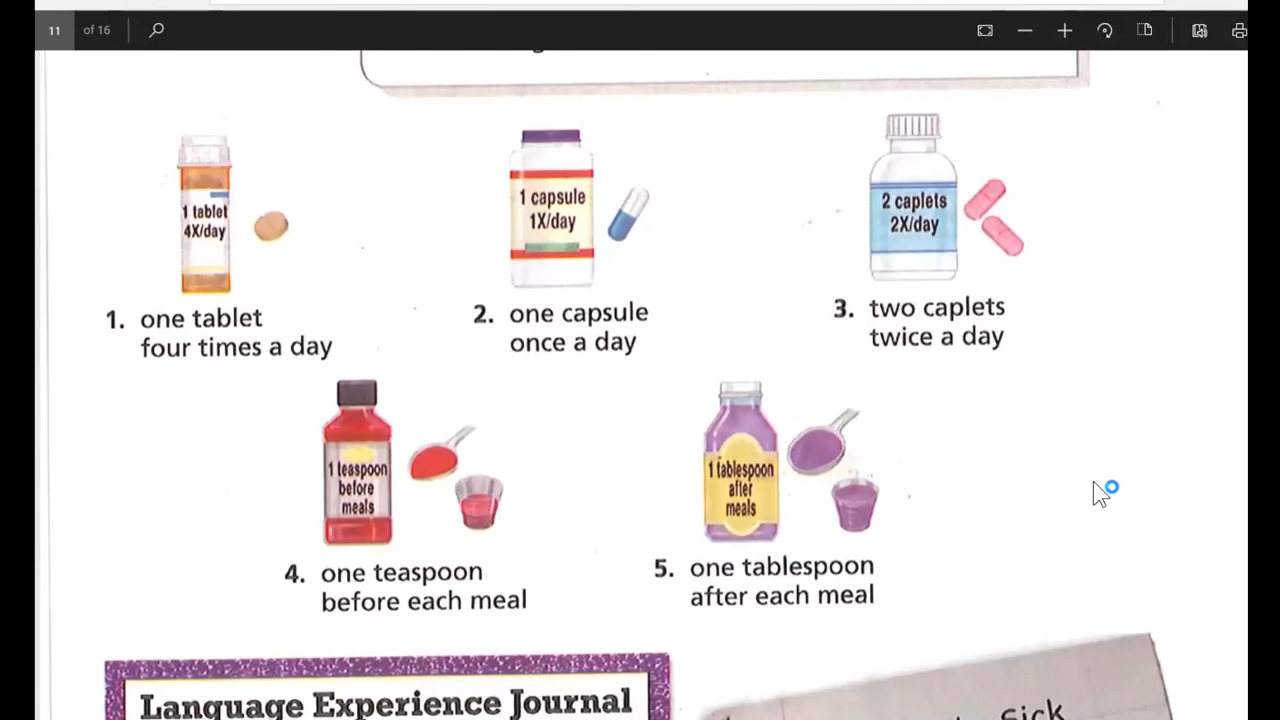 11 of 16
1 tablet
4X/day
1. one tablet
four times a day
1 capsule
1X/day
2. one capsule
once a day
2 caplets
2X/day
3. two caplets
twice a day
1 teaspoon
before
meals
4. one teaspoon
before each meal
1 tablespoon
after
meals
5. one tablespoon
after each meal
Language Experience Journal
Sick